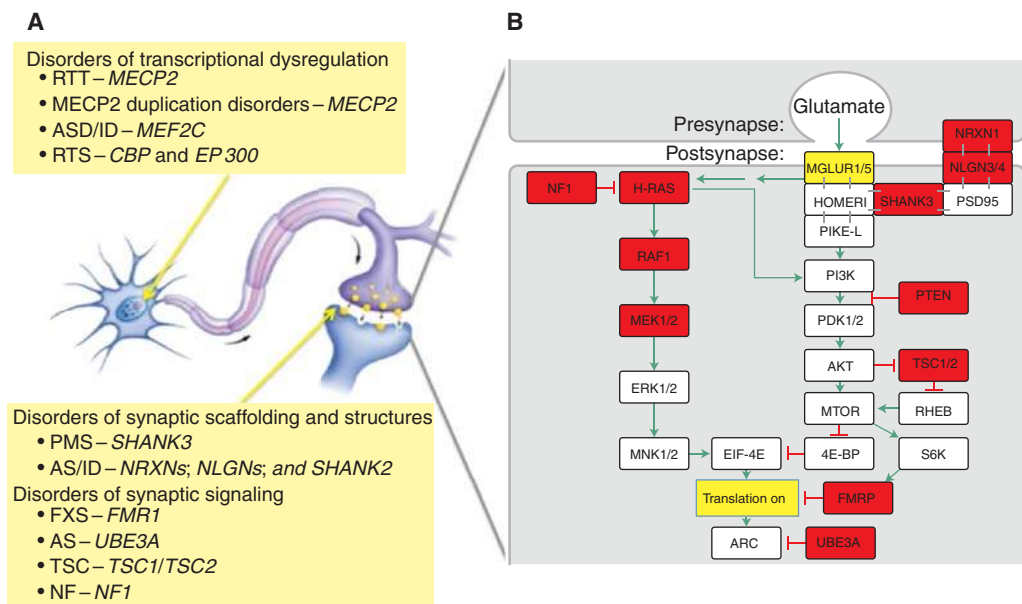 A
Disorders of transcriptional dysregulation
• RTT – MECP2
• MECP2 duplication disorders – MECP2
• ASD/ID – MEF2C
• RTS – CBP and EP300
Disorders of synaptic scaffolding and structures
• PMS – SHANK3
• AS/ID – NRXNs; NLGNs; and SHANK2
Disorders of synaptic signaling
• FXS – FMR1
• AS – UBE3A
• TSC – TSC1/TSC2
• NF – NF1
B
Glutamate
Presynapse:
NRXN1
Postsynapse:
MGLUR1/5
NLGN3/4
NF1
H-RAS
HOMERI
SHANK3
PSD95
PIKE-L
RAF1
PI3K
PTEN
MEK1/2
PDK1/2
AKT
TSC1/2
ERK1/2
MTOR
RHEB
MNK1/2
EIF-4E
4E-BP
S6K
Translation on
FMRP
ARC
UBE3A